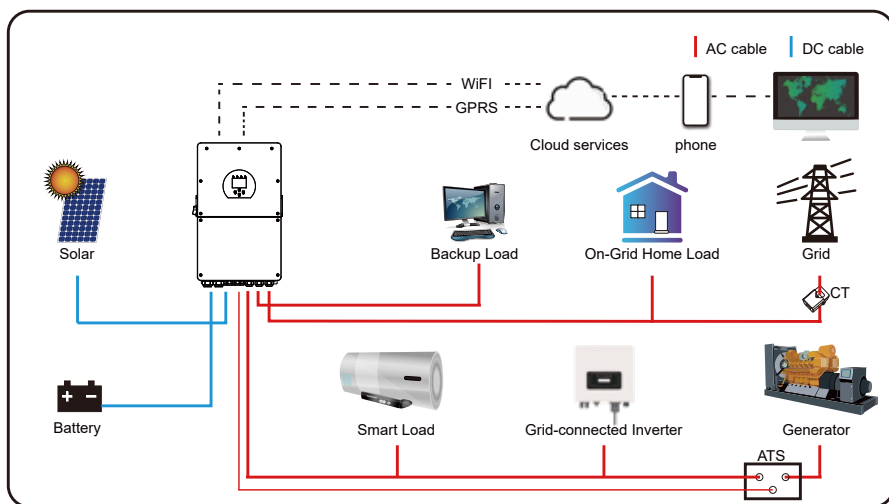 AC cable
DC cable
WiFI
GPRS
Cloud services
phone
Solar
Backup Load
On-Grid Home Load
Grid
CT
Battery
Smart Load
Grid-connected Inverter
Generator
ATS